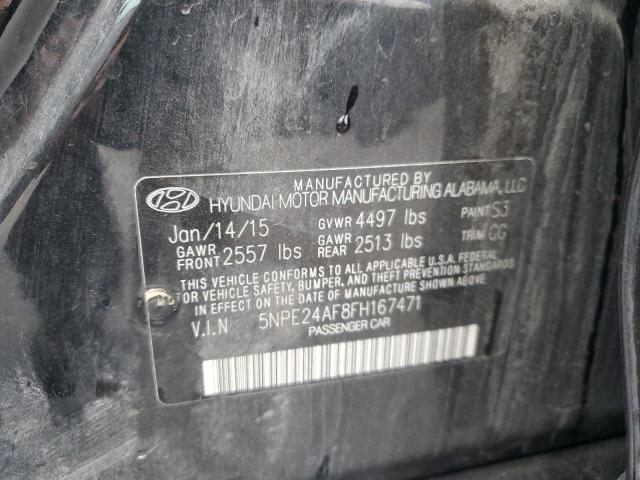 MANUFACTURED BY
HYUNDAI MOTOR MANUFACTURING ALABAMA, LLC
Jan/14/15 GVWR 4497 lbs PAINT S3
GAWR FRONT 2557 lbs GAWR REAR 2513 lbs TRIM GG
THIS VEHICLE CONFORMS TO ALL APPLICABLE U.S.A. FEDERAL
MOTOR VEHICLE SAFETY, BUMPER, AND THEFT PREVENTION STANDARDS
IN EFFECT ON THE DATE OF MANUFACTURE SHOWN ABOVE.
V.I.N 5NPE24AF8FH167471
PASSENGER CAR